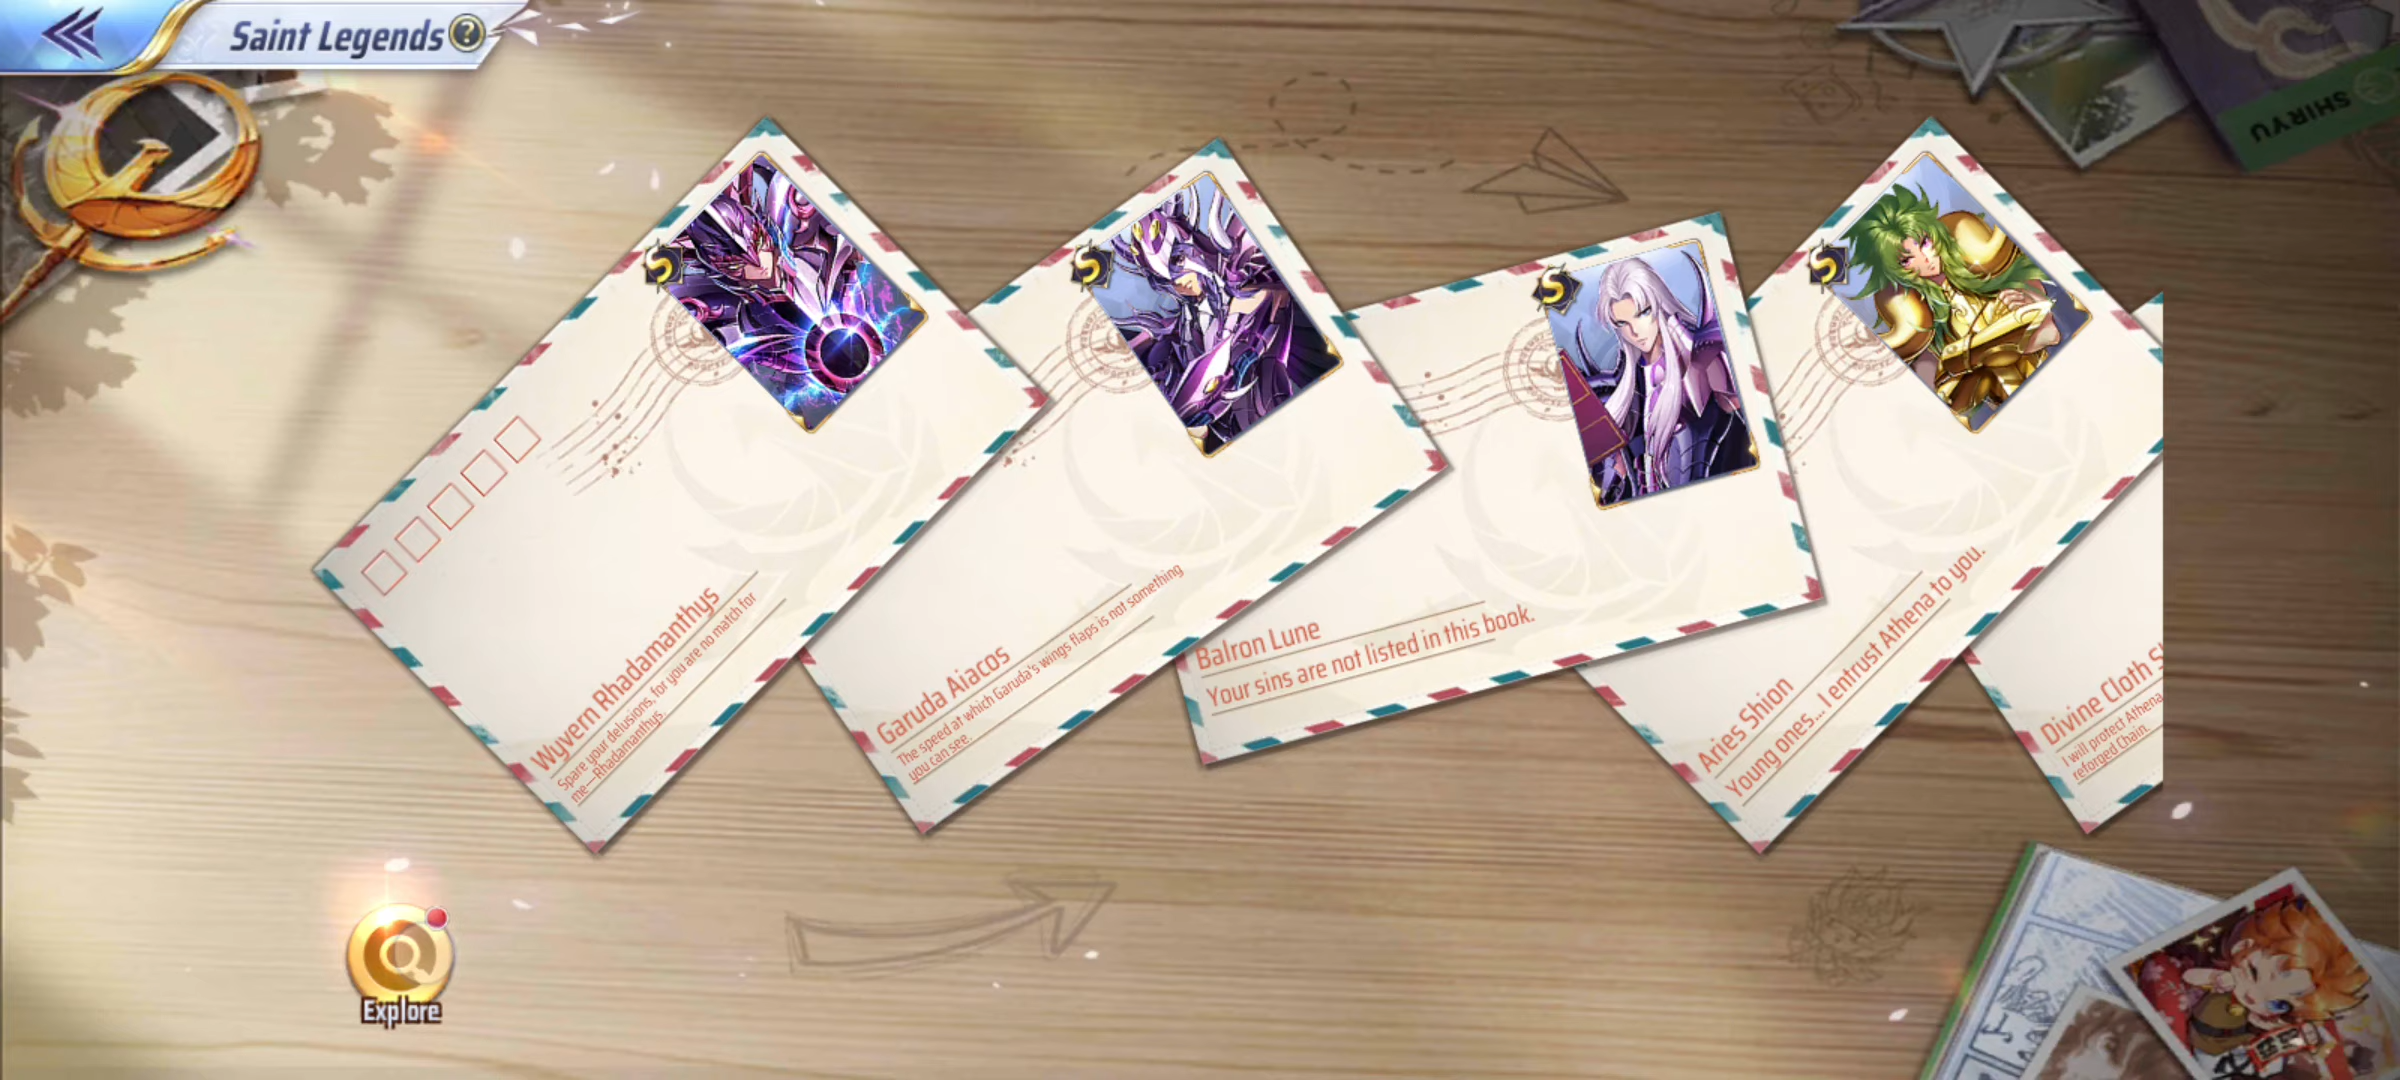 Saint Legends
?
SHIRYU
S
Wyvern Rhadamanthys
Spare your delusions, for you are no match for
me—Rhadamanthys.
S
Garuda Aiacos
The speed at which Garuda's wings flaps is not something
you can see.
S
Balron Lune
Your sins are not listed in this book.
S
Aries Shion
Young ones... I entrust Athena to you.
Divine Cloth
I will protect Athena
reforged Chain.
Explore